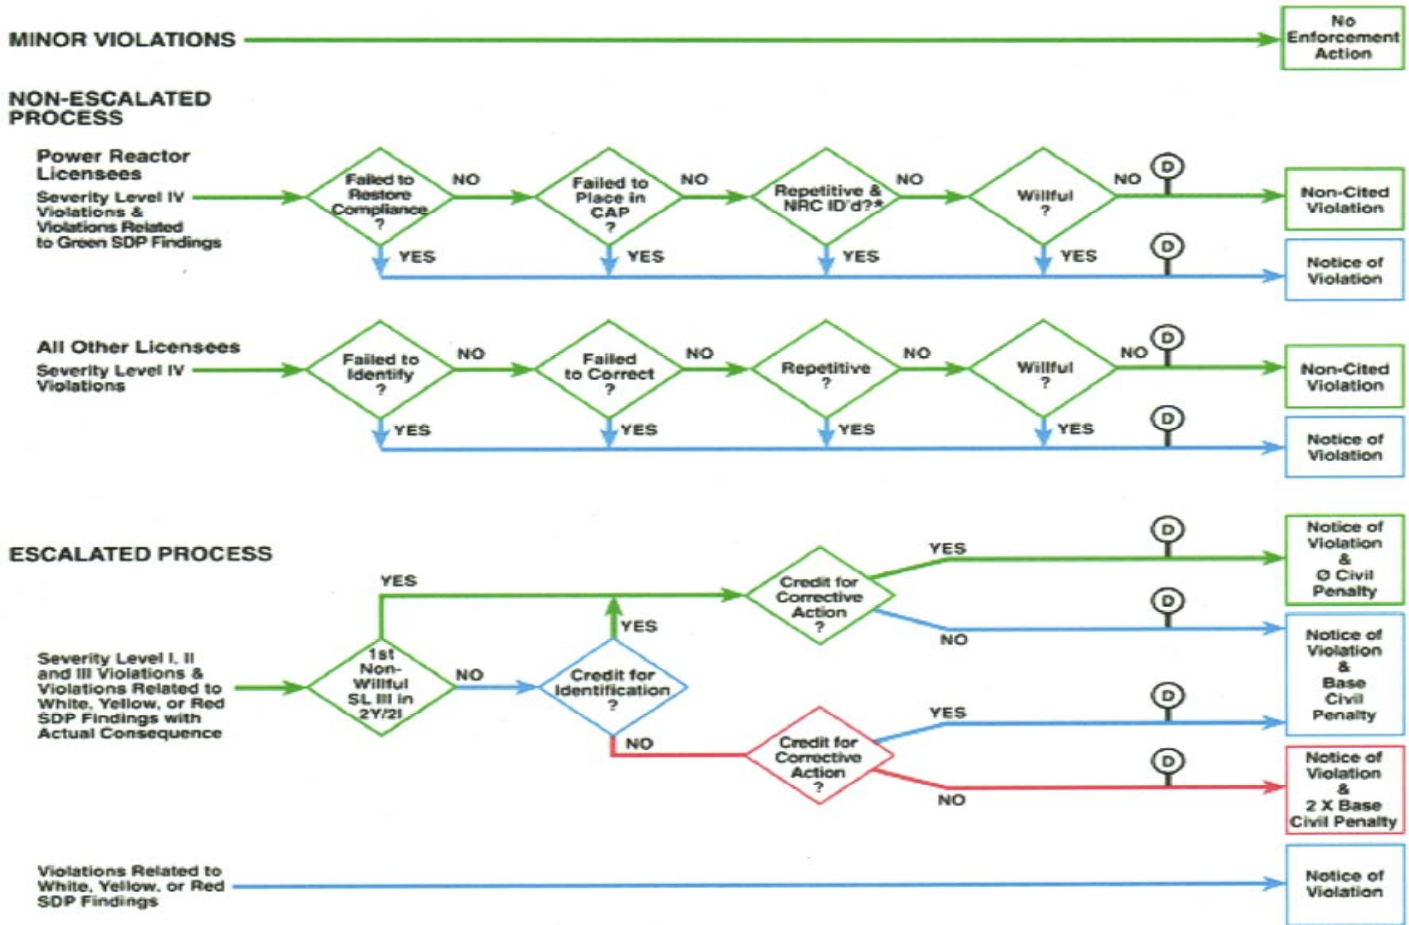 MINOR VIOLATIONS
No
Enforcement
Action
NON-ESCALATED
PROCESS
Power Reactor
Licensees
Severity Level IV
Violations &
Violations Related
to Green SDP Findings
Failed to
Restore
Compliance
?
NO
YES
Failed to
Place in
CAP
?
NO
YES
Repetitive &
NRC ID'd?*
NO
YES
Willful
?
NO
YES
D
D
Non-Cited
Violation
Notice of
Violation
All Other Licensees
Severity Level IV
Violations
Failed to
Identify
?
NO
YES
Failed
to Correct
?
NO
YES
Repetitive
?
NO
YES
Willful
?
NO
YES
D
D
Non-Cited
Violation
Notice of
Violation
ESCALATED PROCESS
Severity Level I, II
and III Violations &
Violations Related to
White, Yellow, or Red
SDP Findings with
Actual Consequence
1st
Non-
Willful
SL III in
2Y/2I
YES
NO
Credit for
Identification
?
YES
NO
Credit for
Corrective
Action
?
YES
NO
D
D
Notice of
Violation
&
Ø Civil
Penalty
Notice of
Violation
&
Base
Civil
Penalty
Credit for
Corrective
Action
?
YES
NO
D
D
Notice of
Violation
&
2 X Base
Civil Penalty
Violations Related to
White, Yellow, or Red
SDP Findings
Notice of
Violation